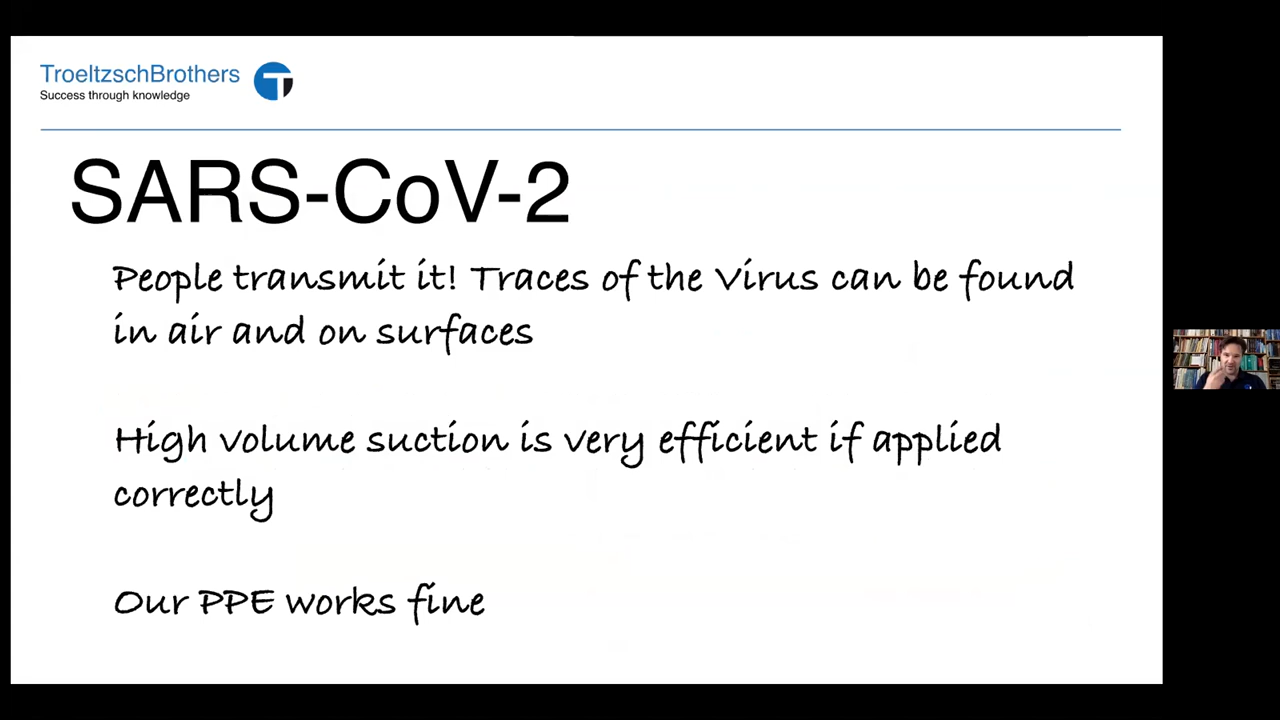 TroeltzschBrothers
Success through knowledge
T
SARS-CoV-2
People transmit it! Traces of the Virus can be found
in air and on surfaces
High volume suction is very efficient if applied
correctly
Our PPE works fine